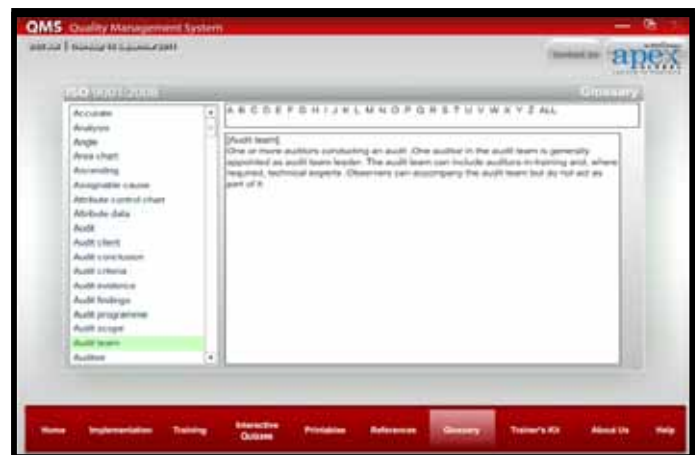 QMS Quality Management System
Contact Us
apex
GLOBAL
ISO 9001:2008
Glossary
Accurate
Analysis
Angle
Area chart
Ascending
Assignable cause
Attribute control chart
Attribute data
Audit
Audit client
Audit conclusion
Audit criteria
Audit evidence
Audit findings
Audit programme
Audit scope
Audit team
Auditee
A B C D E F G H I J K L M N O P Q R S T U V W X Y Z ALL
[Audit team]
One or more auditors conducting an audit. One auditor in the audit team is generally
appointed as audit team leader. The audit team can include auditors-in-training and, where
required, technical experts. Observers can accompany the audit team but do not act as
part of it.
Home
Implementation
Training
Interactive
Quizzes
Printables
References
Glossary
Trainer's Kit
About Us
Help